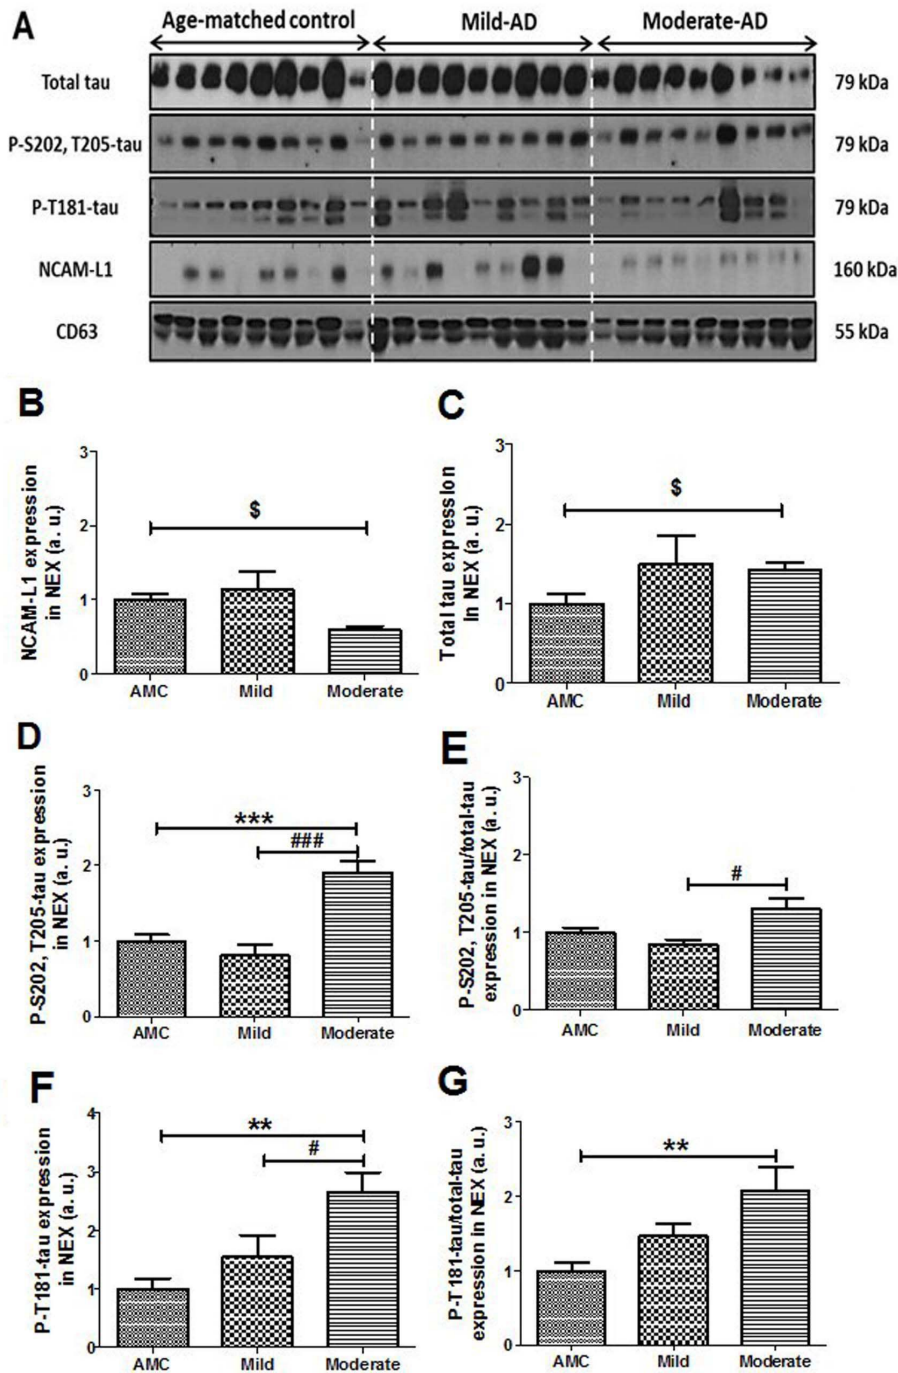 A
Age-matched control
Mild-AD
Moderate-AD
Total tau
79 kDa
P-S202, T205-tau
79 kDa
P-T181-tau
79 kDa
NCAM-L1
160 kDa
CD63
55 kDa
B
NCAM-L1 expression
in NEX (a. u.)
3
2
1
0
$
AMC
Mild
Moderate
C
Total tau expression
In NEX (a. u.)
3
2
1
0
$
AMC
Mild
Moderate
D
P-S202, T205-tau expression
in NEX (a. u.)
3
2
1
0
***
###
AMC
Mild
Moderate
E
P-S202, T205-tau/total-tau
expression in NEX (a. u.)
3
2
1
0
#
AMC
Mild
Moderate
F
P-T181-tau expression
in NEX (a. u.)
4
3
2
1
0
**
#
AMC
Mild
Moderate
G
P-T181-tau/total-tau
expression in NEX (a. u.)
3
2
1
0
**
AMC
Mild
Moderate